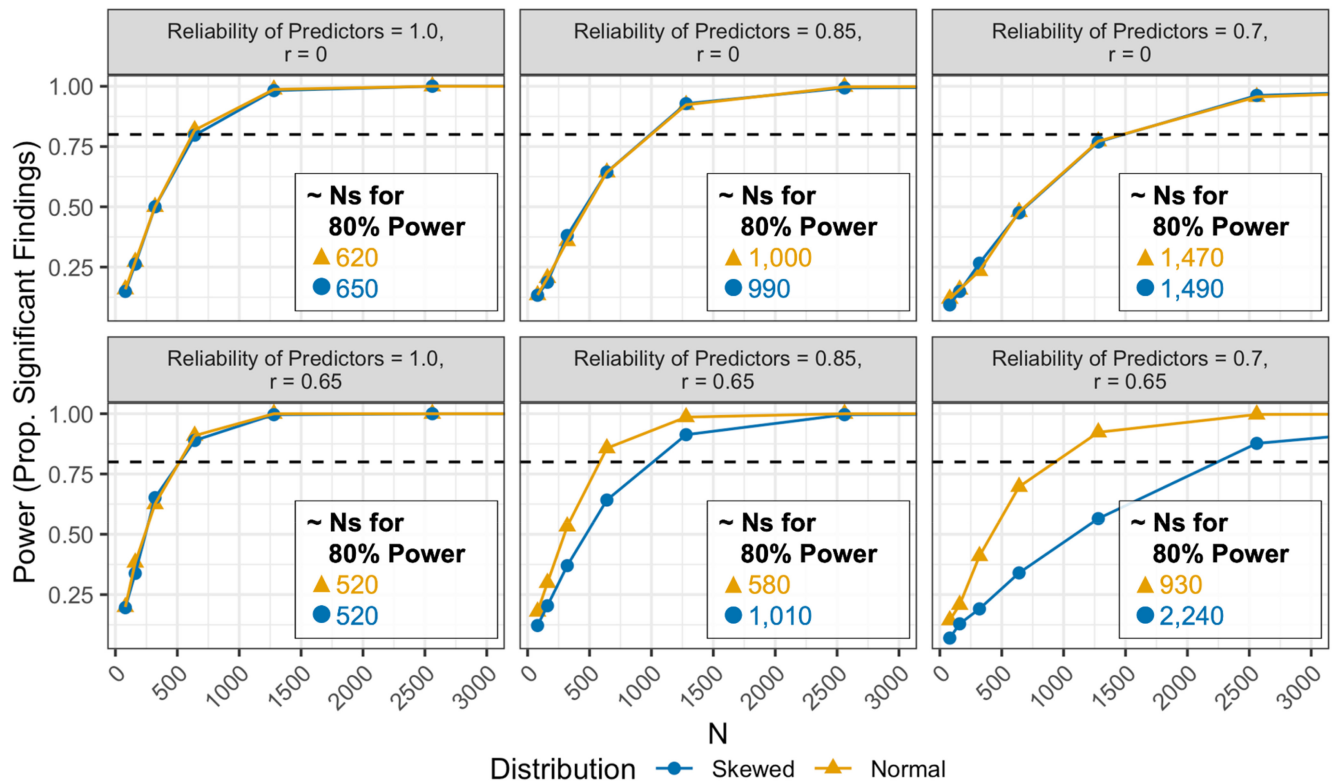 Reliability of Predictors = 1.0,
r = 0
Reliability of Predictors = 0.85,
r = 0
Reliability of Predictors = 0.7,
r = 0
1.00
0.75
0.50
0.25
~ Ns for
80% Power
620
650
~ Ns for
80% Power
1,000
990
~ Ns for
80% Power
1,470
1,490
Power (Prop. Significant Findings)
Reliability of Predictors = 1.0,
r = 0.65
Reliability of Predictors = 0.85,
r = 0.65
Reliability of Predictors = 0.7,
r = 0.65
1.00
0.75
0.50
0.25
~ Ns for
80% Power
520
520
~ Ns for
80% Power
580
1,010
~ Ns for
80% Power
930
2,240
0 500 1000 1500 2000 2500 3000
0 500 1000 1500 2000 2500 3000
0 500 1000 1500 2000 2500 3000
N
Distribution Skewed Normal